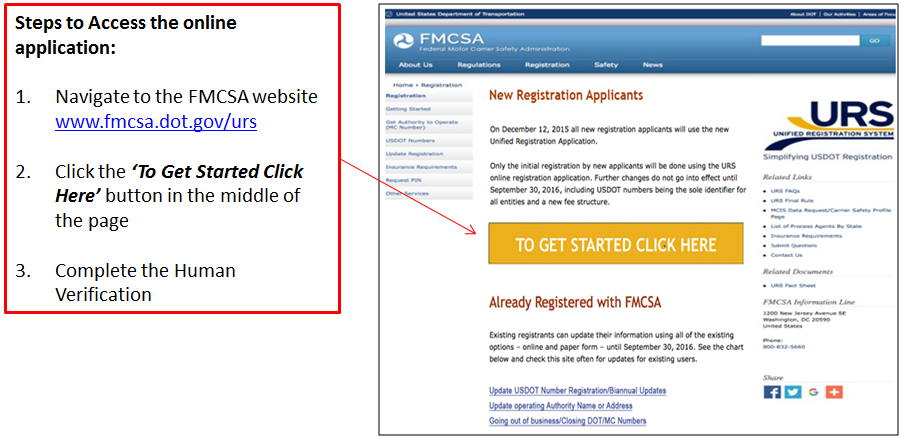 Steps to Access the online
application:
1. Navigate to the FMCSA website
www.fmcsa.dot.gov/urs
2. Click the ‘To Get Started Click
Here’ button in the middle of
the page
3. Complete the Human
Verification
United States Department of Transportation
About DOT | Our Activities | Areas of Focu
FMCSA
Federal Motor Carrier Safety Administration
GO
About Us Regulations Registration Safety News
Home › Registration
Registration
Getting Started
Get Authority to Operate
(MC Number)
USDOT Numbers
Update Registration
Insurance Requirements
Request PIN
Other Services
New Registration Applicants
On December 12, 2015 all new registration applicants will use the new
Unified Registration Application.
Only the initial registration by new applicants will be done using the URS
online registration application. Further changes do not go into effect until
September 30, 2016, including USDOT numbers being the sole identifier for
all entities and a new fee structure.
TO GET STARTED CLICK HERE
Already Registered with FMCSA
Existing registrants can update their information using all of the existing
options – online and paper form – until September 30, 2016. See the chart
below and check this site often for updates for existing users.
Update USDOT Number Registration/Biannual Updates
Update operating Authority Name or Address
Going out of business/Closing DOT/MC Numbers
URS
UNIFIED REGISTRATION SYSTEM
Simplifying USDOT Registration
Related Links
URS FAQs
URS Final Rule
MCIS Data Request/Carrier Safety Profile
Page
List of Process Agents By State
Insurance Requirements
Submit Questions
Contact Us
Related Documents
URS Fact Sheet
FMCSA Information Line
1200 New Jersey Avenue SE
Washington, DC 20590
United States
Phone:
800-832-5660
Share